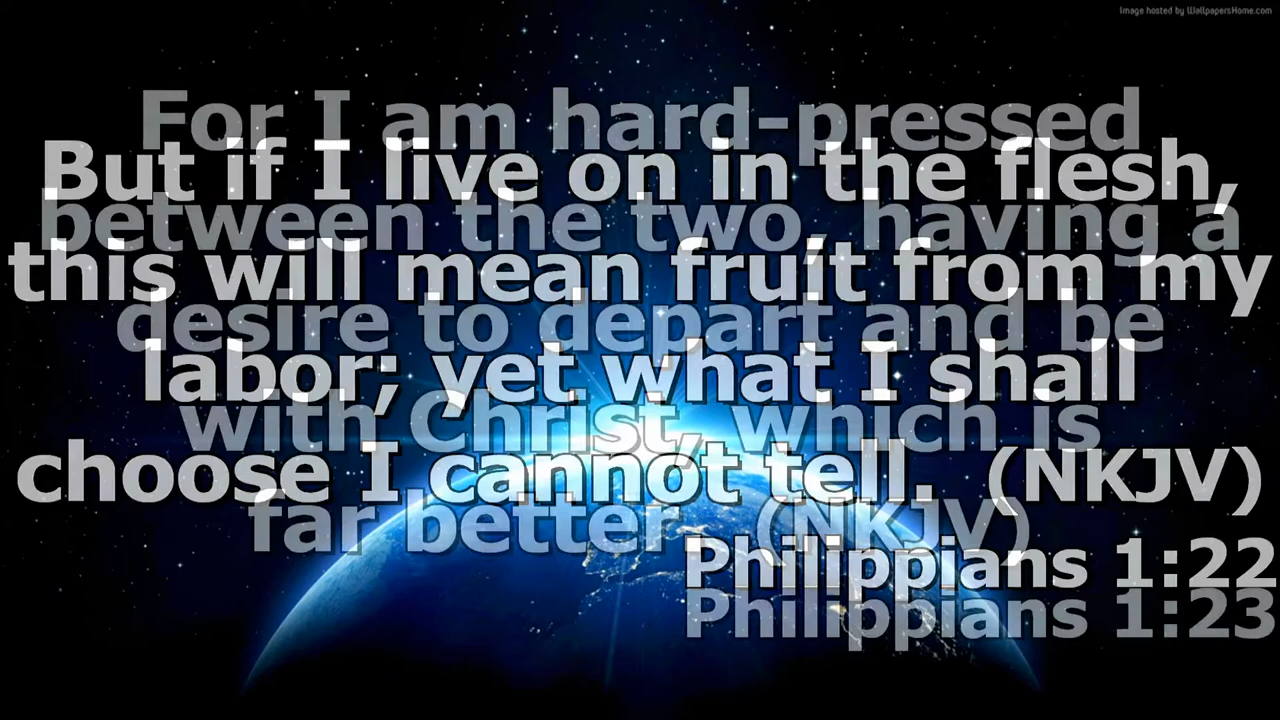 Image hosted by WallpapersHome.com
But if I live on in the flesh,
this will mean fruit from my
labor; yet what I shall
choose I cannot tell. (NKJV)
Philippians 1:22
For I am hard-pressed
between the two, having a
desire to depart and be
with Christ, which is
far better. (NKJV)
Philippians 1:23